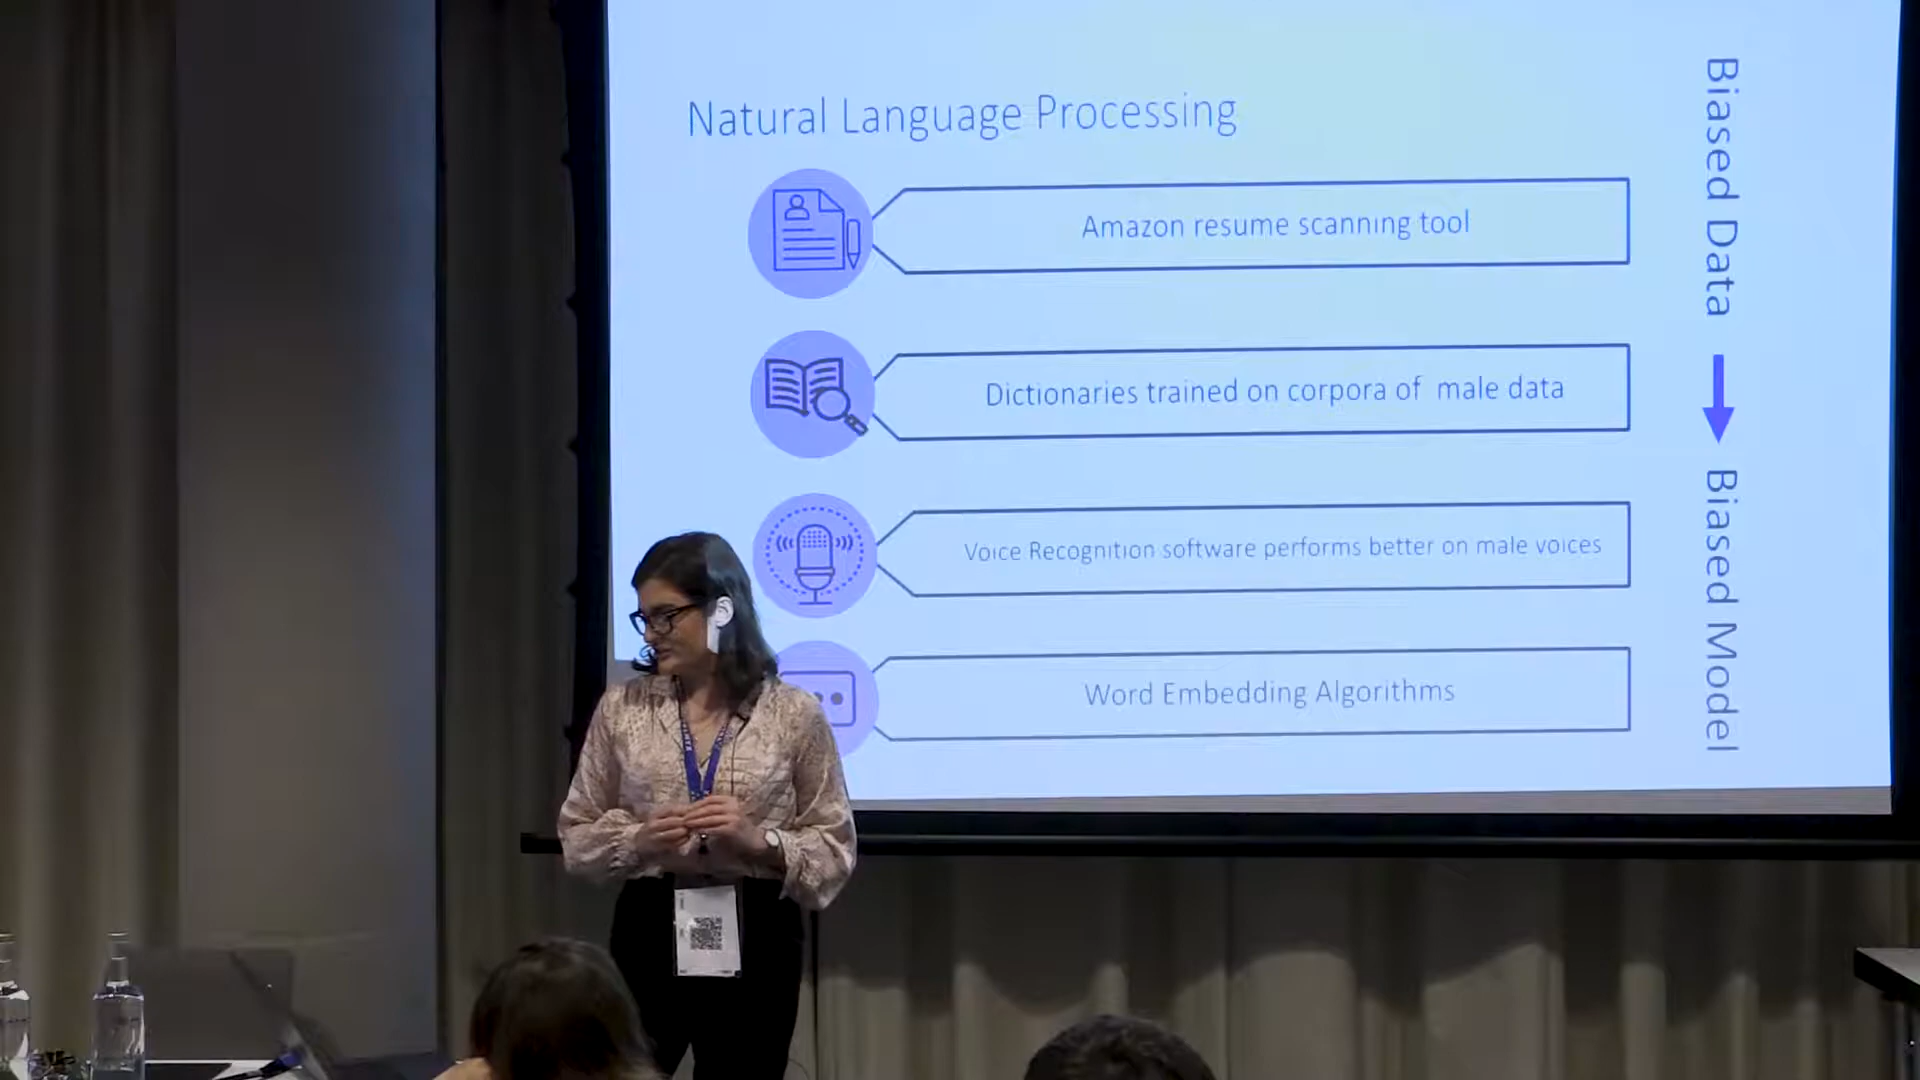 Natural Language Processing
Amazon resume scanning tool
Dictionaries trained on corpora of male data
Voice Recognition software performs better on male voices
Word Embedding Algorithms
Biased Data
Biased Model